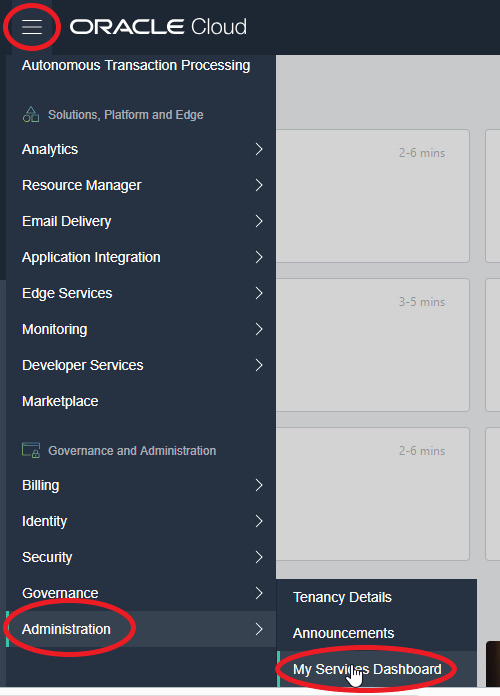 ORACLE Cloud
Autonomous Transaction Processing
Solutions, Platform and Edge
Analytics
2-6 mins
Resource Manager
Email Delivery
Application Integration
Edge Services
3-5 mins
Monitoring
Developer Services
Marketplace
Governance and Administration
2-6 mins
Billing
Identity
Security
Governance
Tenancy Details
Administration
Announcements
My Services Dashboard